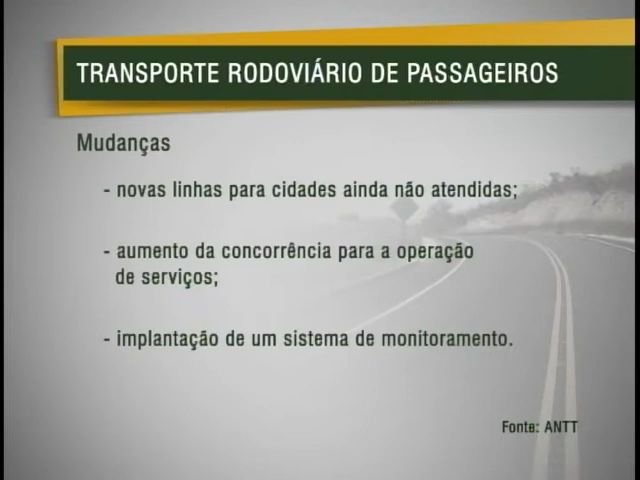 TRANSPORTE RODOVIÁRIO DE PASSAGEIROS
Mudanças
- novas linhas para cidades ainda não atendidas;
- aumento da concorrência para a operação
de serviços;
- implantação de um sistema de monitoramento.
Fonte: ANTT